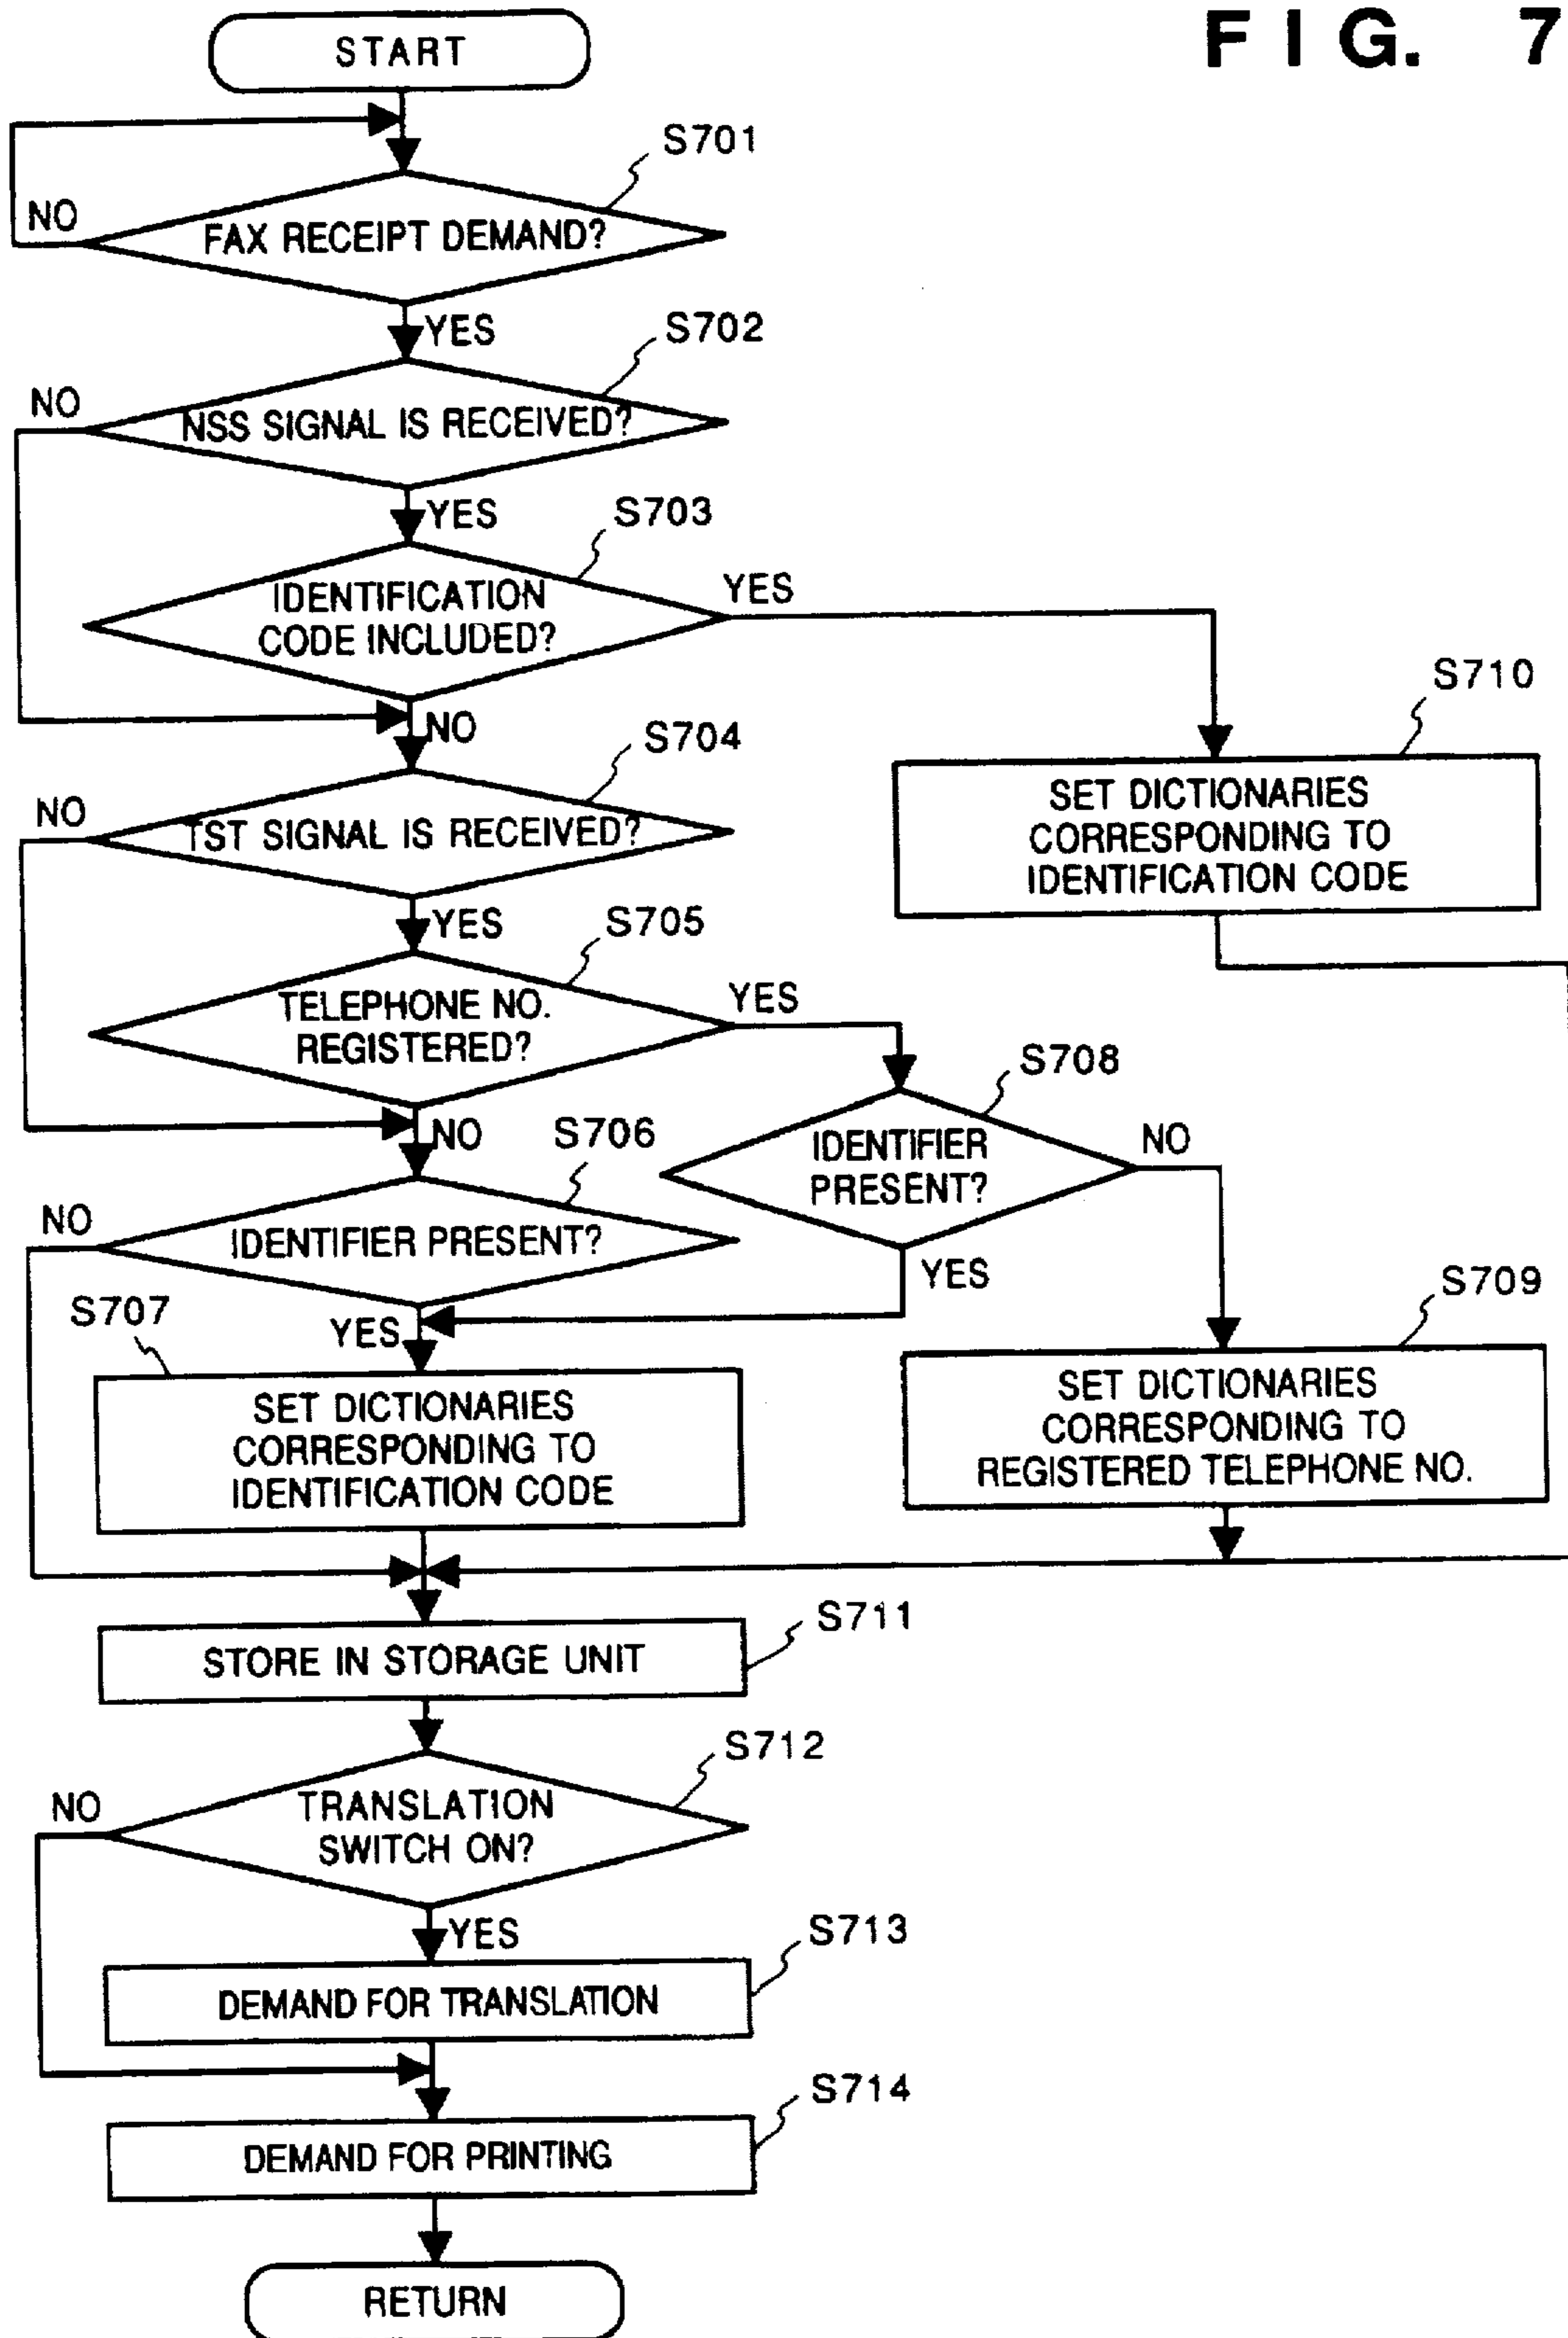 FIG. 7
START
S701
NO
FAX RECEIPT DEMAND?
YES
S702
NO
NSS SIGNAL IS RECEIVED?
YES
S703
IDENTIFICATION
CODE INCLUDED?
YES
NO
S710
SET DICTIONARIES
CORRESPONDING TO
IDENTIFICATION CODE
S704
NO
TST SIGNAL IS RECEIVED?
YES
S705
TELEPHONE NO.
REGISTERED?
YES
NO
S708
IDENTIFIER
PRESENT?
NO
YES
S706
NO
IDENTIFIER PRESENT?
YES
S707
SET DICTIONARIES
CORRESPONDING TO
IDENTIFICATION CODE
S709
SET DICTIONARIES
CORRESPONDING TO
REGISTERED TELEPHONE NO.
S711
STORE IN STORAGE UNIT
S712
NO
TRANSLATION
SWITCH ON?
YES
S713
DEMAND FOR TRANSLATION
S714
DEMAND FOR PRINTING
RETURN